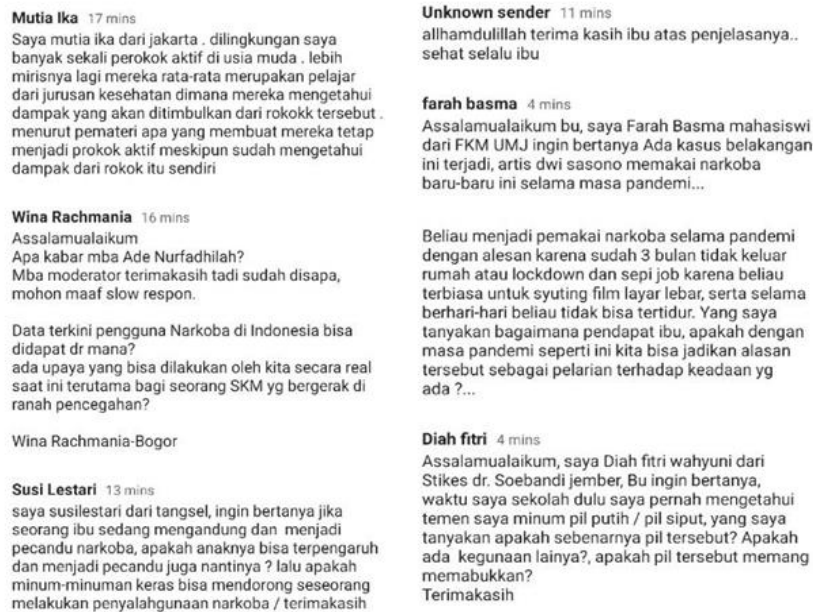 Mutia Ika 17 mins
Saya mutia ika dari jakarta . dilingkungan saya
banyak sekali perokok aktif di usia muda . lebih
mirisnya lagi mereka rata-rata merupakan pelajar
dari jurusan kesehatan dimana mereka mengetahui
dampak yang akan ditimbulkan dari rokokk tersebut .
menurut pemateri apa yang membuat mereka tetap
menjadi prokok aktif meskipun sudah mengetahui
dampak dari rokok itu sendiri
Wina Rachmania 16 mins
Assalamualaikum
Apa kabar mba Ade Nurfadhilah?
Mba moderator terimakasih tadi sudah disapa,
mohon maaf slow respon.
Data terkini pengguna Narkoba di Indonesia bisa
didapat dr mana?
ada upaya yang bisa dilakukan oleh kita secara real
saat ini terutama bagi seorang SKM yg bergerak di
ranah pencegahan?
Wina Rachmania-Bogor
Susi Lestari 13 mins
saya susilestari dari tangsel, ingin bertanya jika
seorang ibu sedang mengandung dan menjadi
pecandu narkoba, apakah anaknya bisa terpengaruh
dan menjadi pecandu juga nantinya ? lalu apakah
minum-minuman keras bisa mendorong seseorang
melakukan penyalahgunaan narkoba / terimakasih
Unknown sender 11 mins
allhamdulillah terima kasih ibu atas penjelasanya..
sehat selalu ibu
farah basma 4 mins
Assalamualaikum bu, saya Farah Basma mahasiswi
dari FKM UMJ ingin bertanya Ada kasus belakangan
ini terjadi, artis dwi sasono memakai narkoba
baru-baru ini selama masa pandemi...
Beliau menjadi pemakai narkoba selama pandemi
dengan alesan karena sudah 3 bulan tidak keluar
rumah atau lockdown dan sepi job karena beliau
terbiasa untuk syuting film layar lebar, serta selama
berhari-hari beliau tidak bisa tertidur. Yang saya
tanyakan bagaimana pendapat ibu, apakah dengan
masa pandemi seperti ini kita bisa jadikan alasan
tersebut sebagai pelarian terhadap keadaan yg
ada ?...
Diah fitri 4 mins
Assalamualaikum, saya Diah fitri wahyuni dari
Stikes dr. Soebandi jember, Bu ingin bertanya,
waktu saya sekolah dulu saya pernah mengetahui
temen saya minum pil putih / pil siput, yang saya
tanyakan apakah sebenarnya pil tersebut? Apakah
ada kegunaan lainya?, apakah pil tersebut memang
memabukkan?
Terimakasih